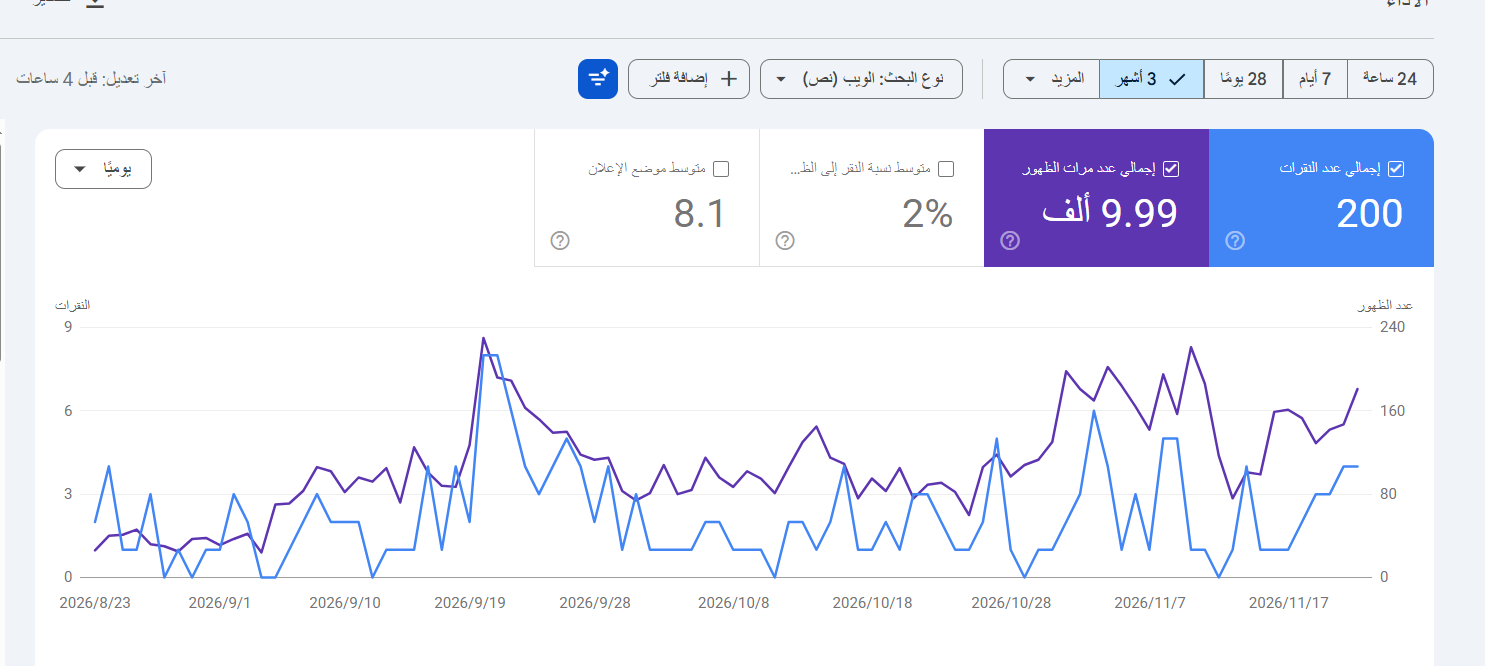 الأداء
تصدير
24 ساعة
7 أيام
28 يومًا
3 أشهر
المزيد
نوع البحث: الويب (نص)
إضافة فلتر
آخر تعديل: قبل 4 ساعات
إجمالي عدد النقرات
200
إجمالي عدد مرات الظهور
9.99 ألف
متوسط نسبة النقر إلى الظ...
2%
متوسط موضع الإعلان
8.1
يوميًا
عدد الظهور
النقرات
240
9
160
6
80
3
0
0
2026/8/23
2026/9/1
2026/9/10
2026/9/19
2026/9/28
2026/10/8
2026/10/18
2026/10/28
2026/11/7
2026/11/17